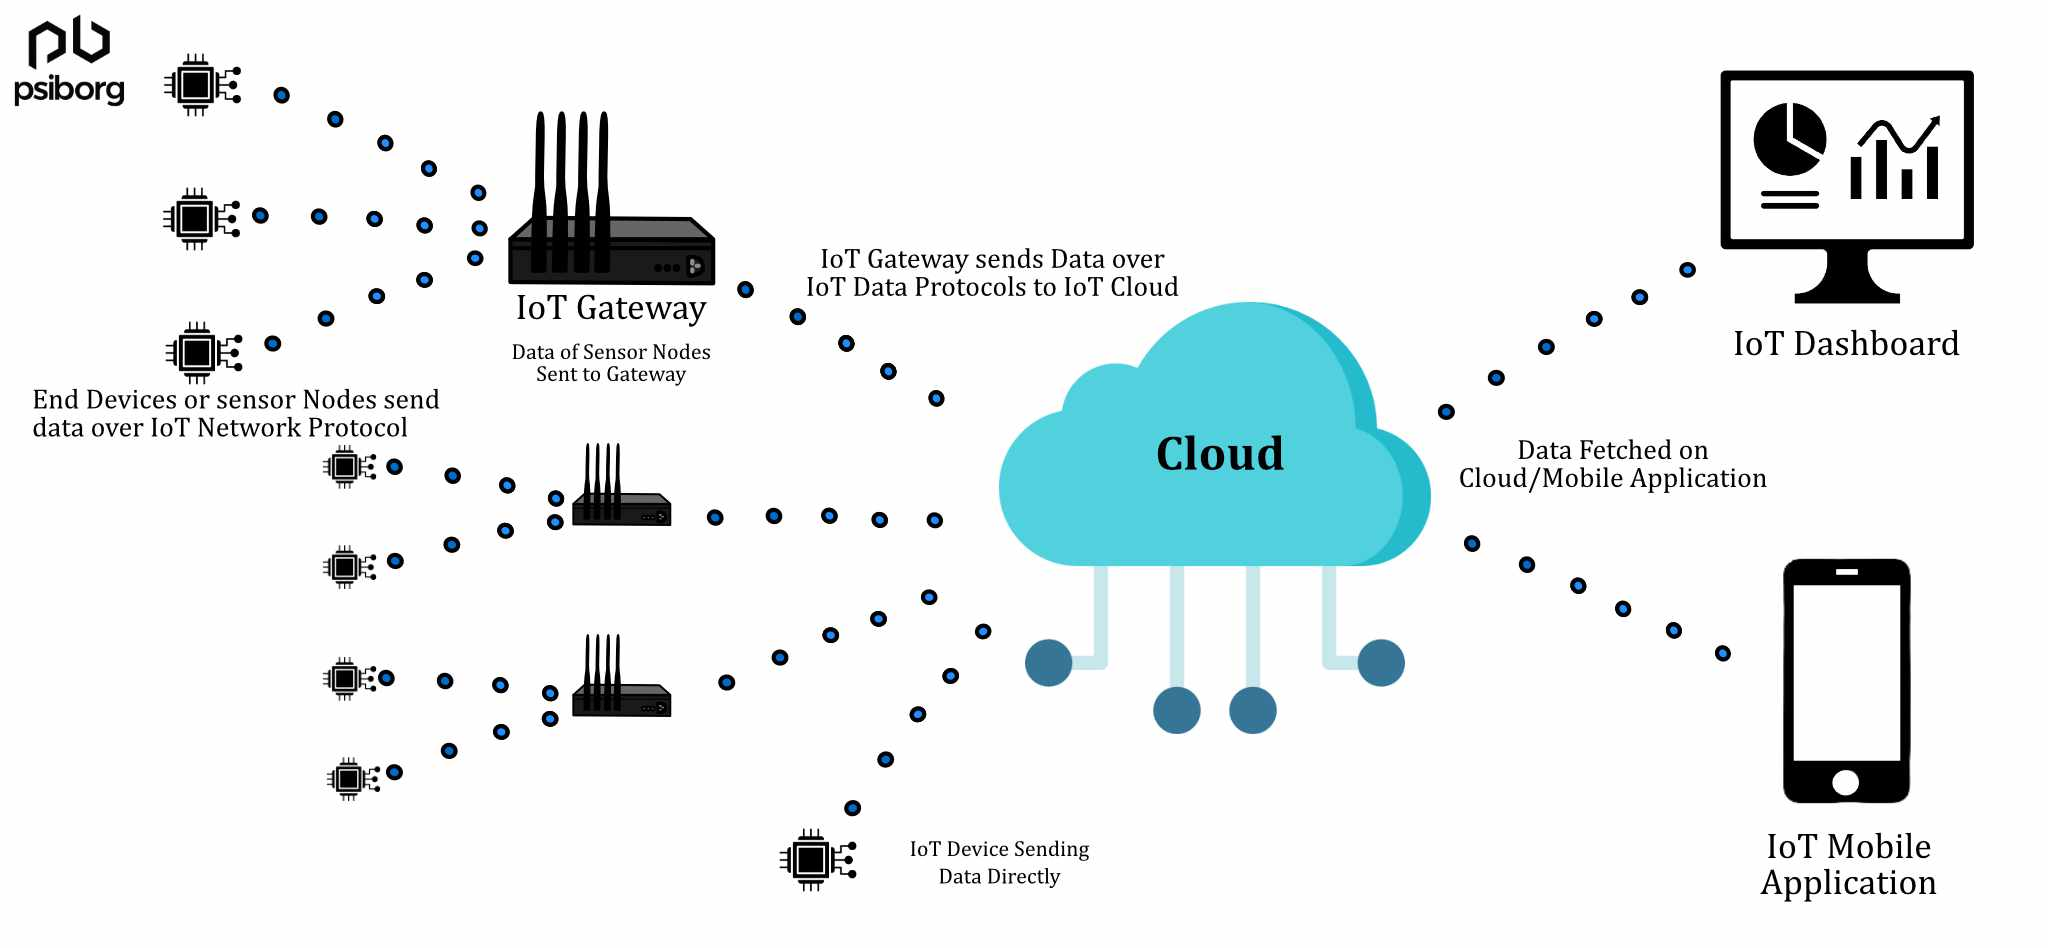 psiborg
IoT Gateway
Data of Sensor Nodes
Sent to Gateway
End Devices or sensor Nodes send
data over IoT Network Protocol
IoT Gateway sends Data over
IoT Data Protocols to IoT Cloud
Cloud
IoT Dashboard
Data Fetched on
Cloud/Mobile Application
IoT Device Sending
Data Directly
IoT Mobile
Application